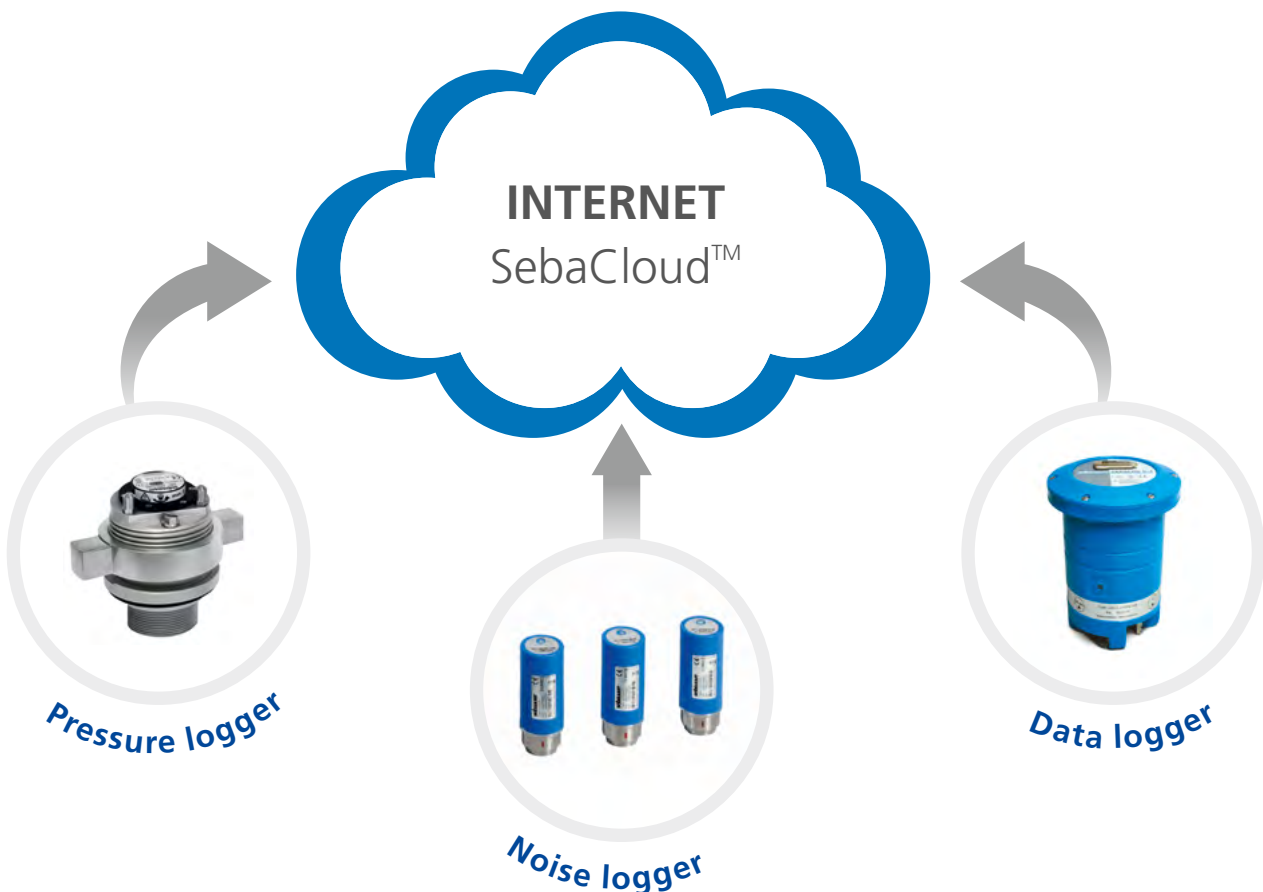 INTERNET
SebaCloud™
Pressure logger
Noise logger
Data logger